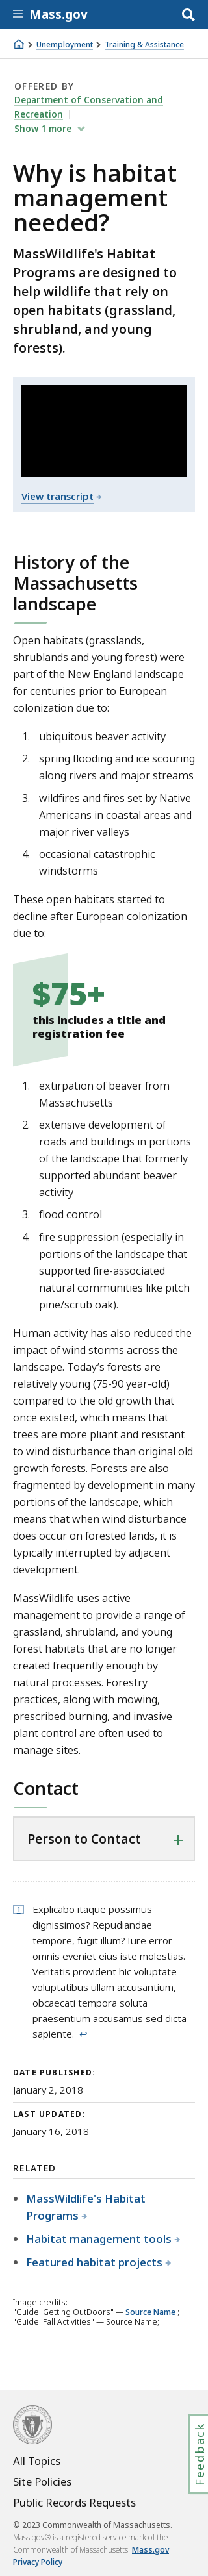 Mass.gov
Unemployment
Training & Assistance
OFFERED BY
Department of Conservation and
Recreation
Show 1 more
Why is habitat
management
needed?
MassWildlife's Habitat
Programs are designed to
help wildlife that rely on
open habitats (grassland,
shrubland, and young
forests).
View transcript +
History of the
Massachusetts
landscape
Open habitats (grasslands,
shrublands and young forest) were
part of the New England landscape
for centuries prior to European
colonization due to:
1. ubiquitous beaver activity
2. spring flooding and ice scouring
along rivers and major streams
3. wildfires and fires set by Native
Americans in coastal areas and
major river valleys
4. occasional catastrophic
windstorms
These open habitats started to
decline after European colonization
due to:
$75+
this includes a title and
registration fee
1. extirpation of beaver from
Massachusetts
2. extensive development of
roads and buildings in portions
of the landscape that formerly
supported abundant beaver
activity
3. flood control
4. fire suppression (especially in
portions of the landscape that
supported fire-associated
natural communities like pitch
pine/scrub oak).
Human activity has also reduced the
impact of wind storms across the
landscape. Today's forests are
relatively young (75-90 year-old)
compared to the old growth forests
that once existed, which means that
trees are more pliant and resistant
to wind disturbance than original old
growth forests. Forests are also
fragmented by development in many
portions of the landscape, which
means that when wind disturbance
does occur on forested lands, it is
typically interrupted by adjacent
development.
MassWildlife uses active
management to provide a range of
grassland, shrubland, and young
forest habitats that are no longer
created frequently enough by
natural processes. Forestry
practices, along with mowing,
prescribed burning, and invasive
plant control are often used to
manage sites.
Contact
Person to Contact +
1 Explicabo itaque possimus
dignissimos? Repudiandae
tempore, fugit illum? Iure error
omnis eveniet eius iste molestias.
Veritatis provident hic voluptate
voluptatibus ullam accusantium,
obcaecati tempora soluta
praesentium accusamus sed dicta
sapiente. ↩
DATE PUBLISHED:
January 2, 2018
LAST UPDATED:
January 16, 2018
RELATED
MassWildlife's Habitat
Programs
Habitat management tools
Featured habitat projects
Image credits:
"Guide: Getting OutDoors" — Source Name ;
"Guide: Fall Activities" — Source Name;
Feedback
All Topics
Site Policies
Public Records Requests
© 2023 Commonwealth of Massachusetts.
Mass.gov® is a registered service mark of the
Commonwealth of Massachusetts. Mass.gov
Privacy Policy